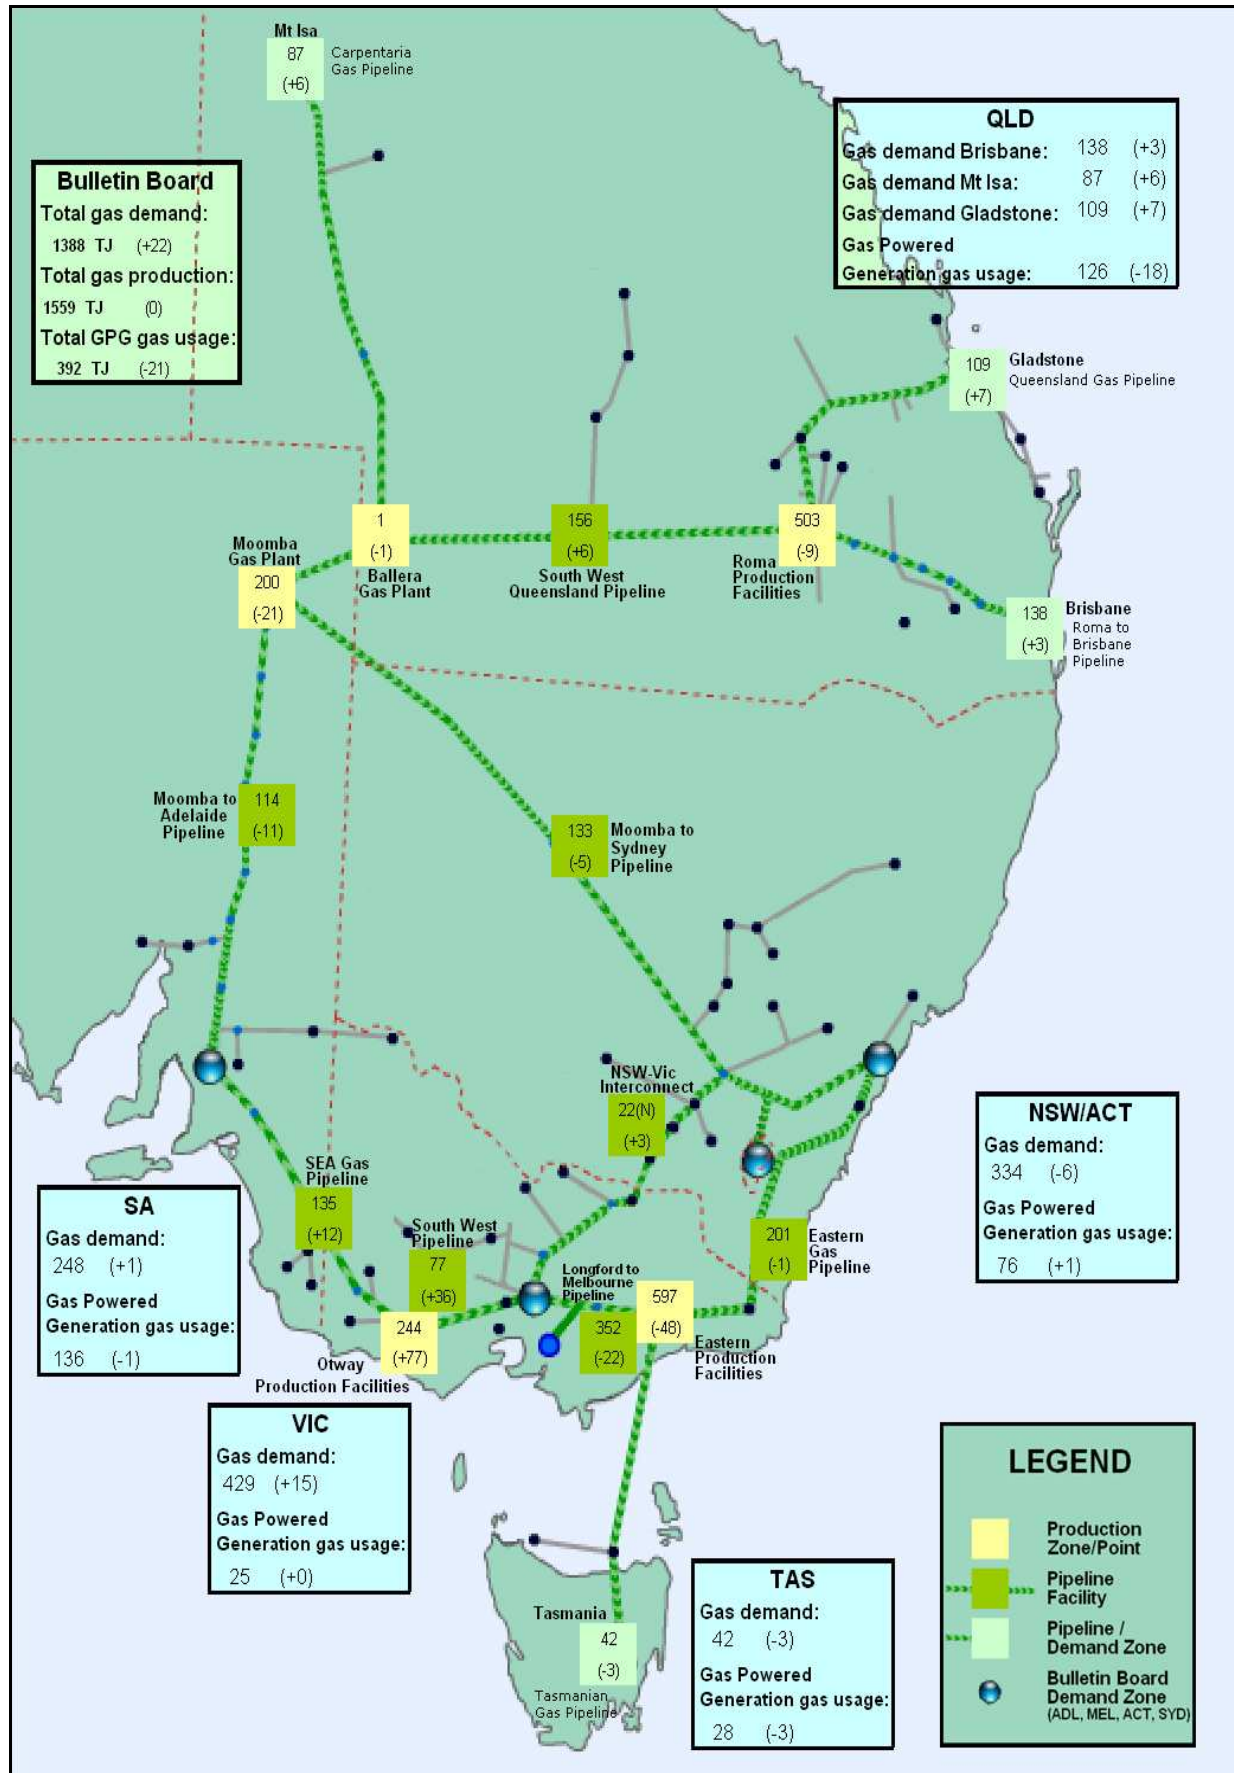 Mt Isa
87
(+6)
Carpentaria
Gas Pipeline
QLD
Gas demand Brisbane: 138 (+3)
Gas demand Mt Isa: 87 (+6)
Gas demand Gladstone: 109 (+7)
Gas Powered
Generation gas usage: 126 (-18)
Bulletin Board
Total gas demand:
1388 TJ (+22)
Total gas production:
1559 TJ (0)
Total GPG gas usage:
392 TJ (-21)
109
(+7)
Gladstone
Queensland Gas Pipeline
1
(-1)
Ballera
Gas Plant
156
(+6)
South West
Queensland Pipeline
503
(-9)
Roma
Production
Facilities
Moomba
Gas Plant
200
(-21)
138
(+3)
Brisbane
Roma to
Brisbane
Pipeline
Moomba to
Adelaide
Pipeline
114
(-11)
133
(-5)
Moomba to
Sydney
Pipeline
NSW-Vic
Interconnect
22(N)
(+3)
NSW/ACT
Gas demand:
334 (-6)
Gas Powered
Generation gas usage:
76 (+1)
SEA Gas
Pipeline
135
(+12)
SA
Gas demand:
248 (+1)
Gas Powered
Generation gas usage:
136 (-1)
South West
Pipeline
77
(+36)
201
(-1)
Eastern
Gas
Pipeline
Longford to
Melbourne
Pipeline
352
(-22)
597
(-48)
Eastern
Production
Facilities
244
(+77)
Otway
Production Facilities
VIC
Gas demand:
429 (+15)
Gas Powered
Generation gas usage:
25 (+0)
TAS
Gas demand:
42 (-3)
Gas Powered
Generation gas usage:
28 (-3)
Tasmania
42
(-3)
Tasmanian
Gas Pipeline
LEGEND
Production
Zone/Point
Pipeline
Facility
Pipeline /
Demand Zone
Bulletin Board
Demand Zone
(ADL, MEL, ACT, SYD)